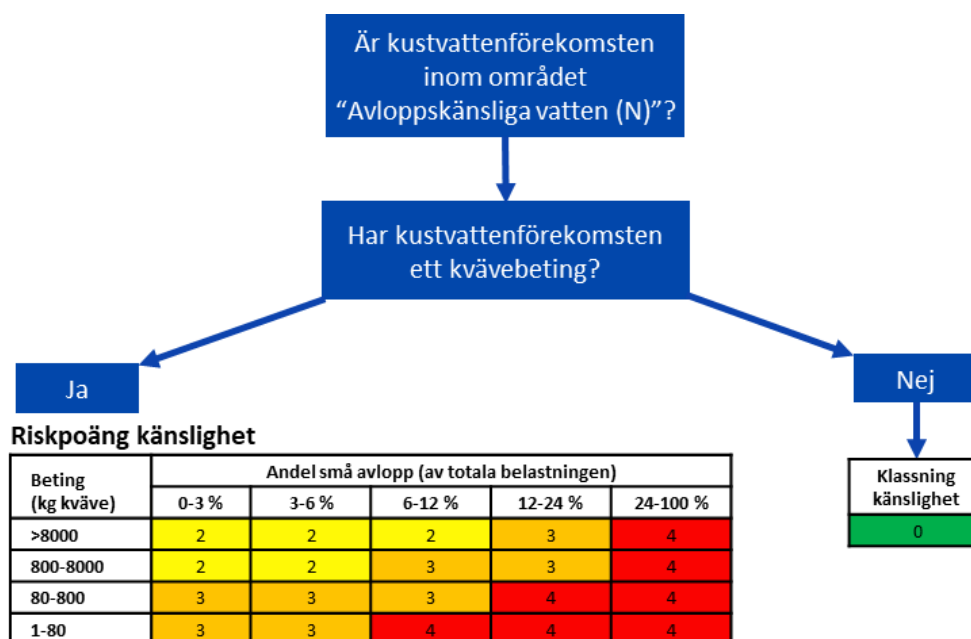 Är kustvattenförekomsten
inom området
“Avloppskänsliga vatten (N)”?
Har kustvattenförekomsten
ett kvävebeting?
Ja
Nej
Riskpoäng känslighet
Beting
(kg kväve)
Andel små avlopp (av totala belastningen)
0-3 % 3-6 % 6-12 % 12-24 % 24-100 %
>8000 2 2 2 3 4
800-8000 2 2 3 3 4
80-800 3 3 3 4 4
1-80 3 3 4 4 4
Klassning
känslighet
0